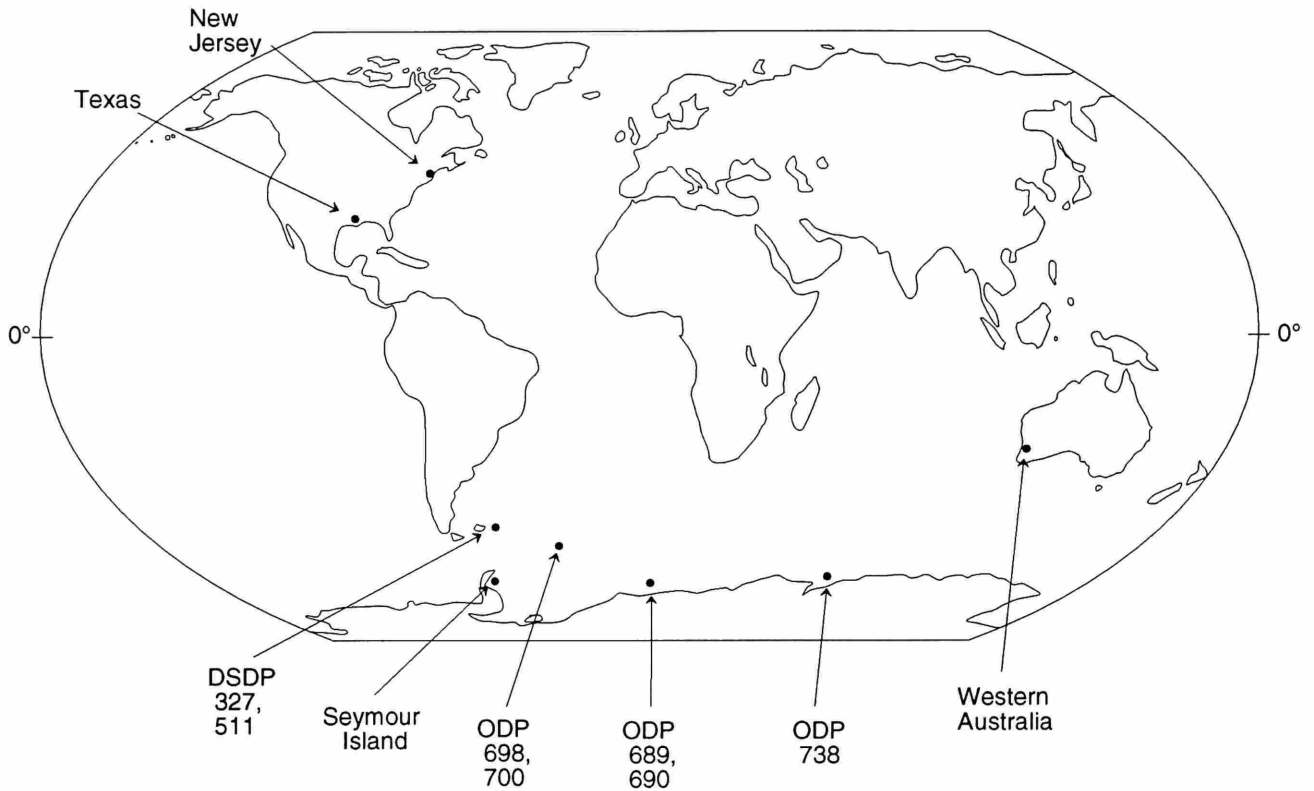 New
Jersey
Texas
0°
0°
DSDP
327,
511
Seymour
Island
ODP
698,
700
ODP
689,
690
ODP
738
Western
Australia